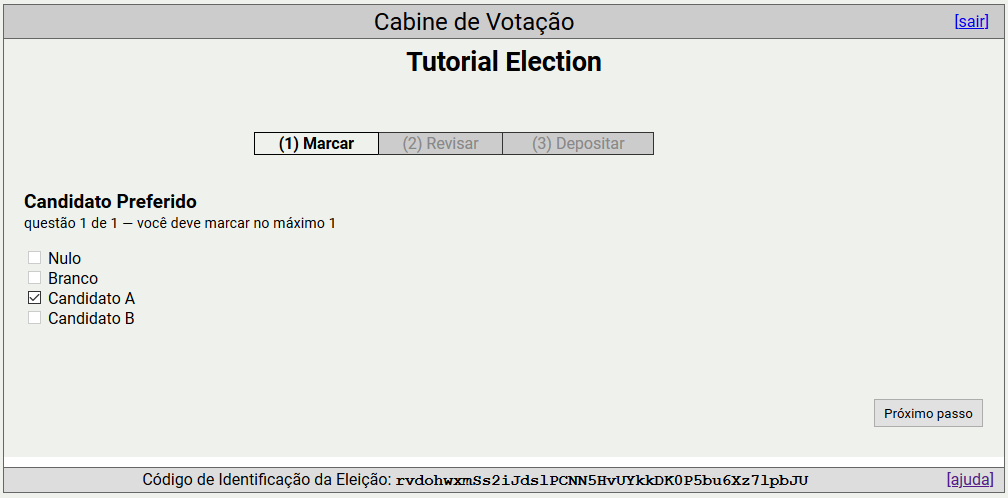 Cabine de Votação [sair]
Tutorial Election
(1) Marcar (2) Revisar (3) Depositar
Candidato Preferido
questão 1 de 1 — você deve marcar no máximo 1
Nulo
Branco
Candidato A
Candidato B
Próximo passo
Código de Identificação da Eleição: rvdohwxmSs2iJdslPCNN5HvUYkkDK0P5bu6Xz7lpbJU [ajuda]